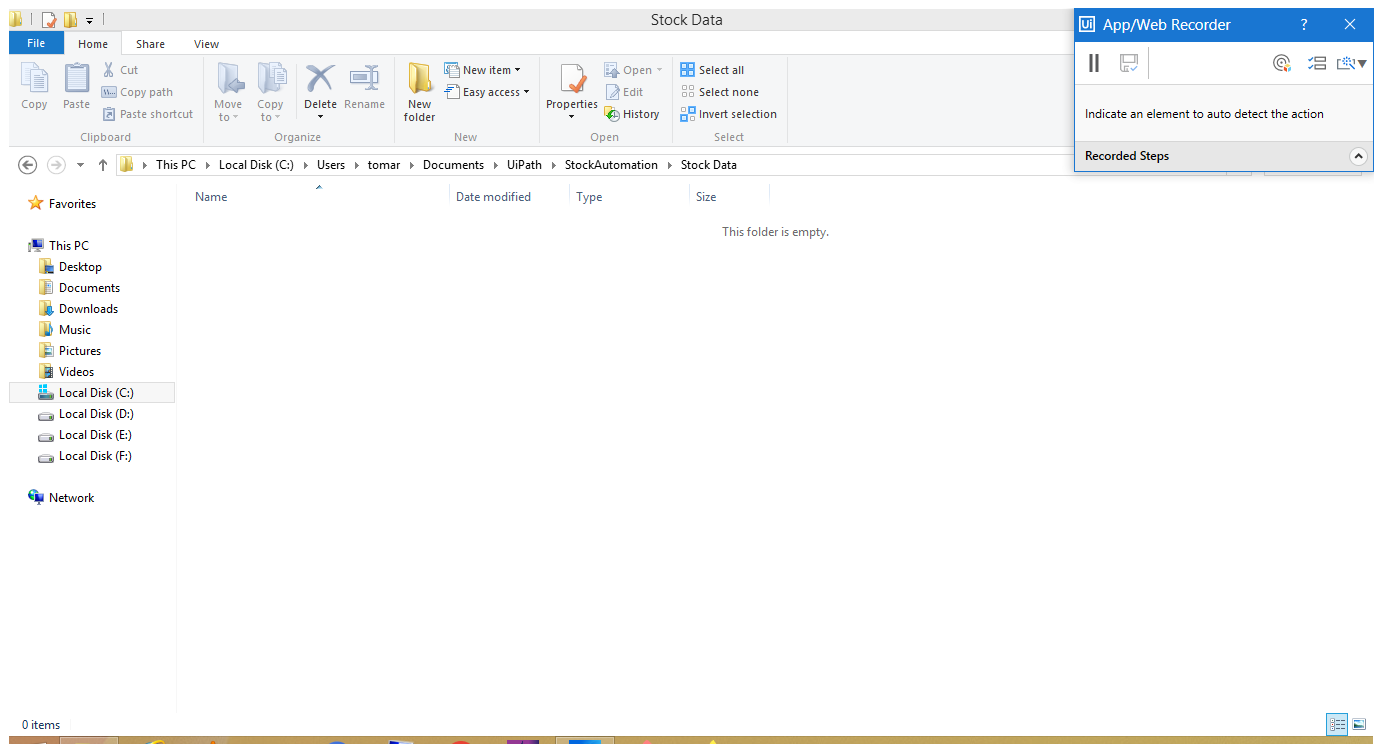 Stock Data
Ui App/Web Recorder ?
File Home Share View
Copy
Paste
Cut
Copy path
Paste shortcut
Clipboard
Move to
Copy to
Delete
Rename
Organize
New folder
New item
Easy access
New
Properties
Open
Edit
History
Open
Select all
Select none
Invert selection
Select
Indicate an element to auto detect the action
Recorded Steps
This PC Local Disk (C:) Users tomar Documents UiPath StockAutomation Stock Data
Name Date modified Type Size
This folder is empty.
Favorites
This PC
Desktop
Documents
Downloads
Music
Pictures
Videos
Local Disk (C:)
Local Disk (D:)
Local Disk (E:)
Local Disk (F:)
Network
0 items